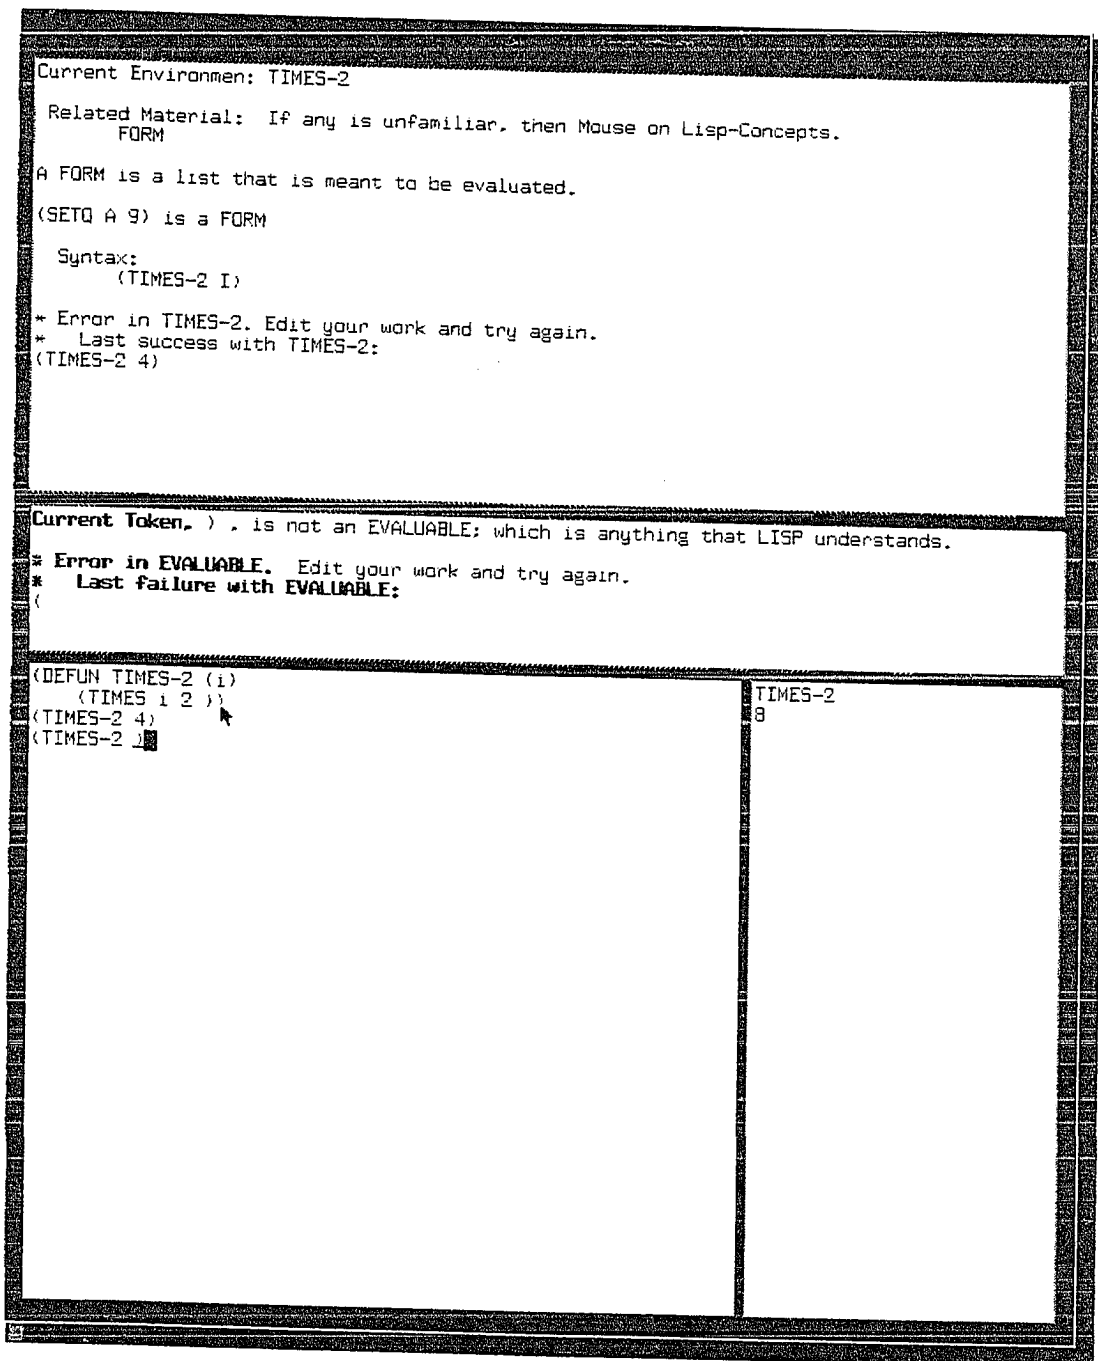 Current Environmen: TIMES-2
Related Material: If any is unfamiliar, then Mouse on Lisp-Concepts.
FORM
A FORM is a list that is meant to be evaluated.
(SETQ A 9) is a FORM
Syntax:
(TIMES-2 I)
* Error in TIMES-2. Edit your work and try again.
* Last success with TIMES-2:
(TIMES-2 4)
Current Token, ) , is not an EVALUABLE; which is anything that LISP understands.
* Error in EVALUABLE. Edit your work and try again.
* Last failure with EVALUABLE:
(
(DEFUN TIMES-2 (i)
(TIMES i 2 ))
(TIMES-2 4)
(TIMES-2 )
TIMES-2
8